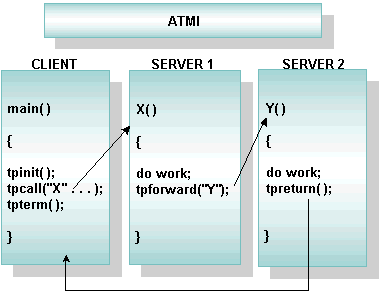 ATMI
CLIENT
main()
{
tpinit();
tpcall("X" . . .);
tpterm();
}
SERVER 1
X()
{
do work;
tpforward("Y");
}
SERVER 2
Y()
{
do work;
tpreturn();
}